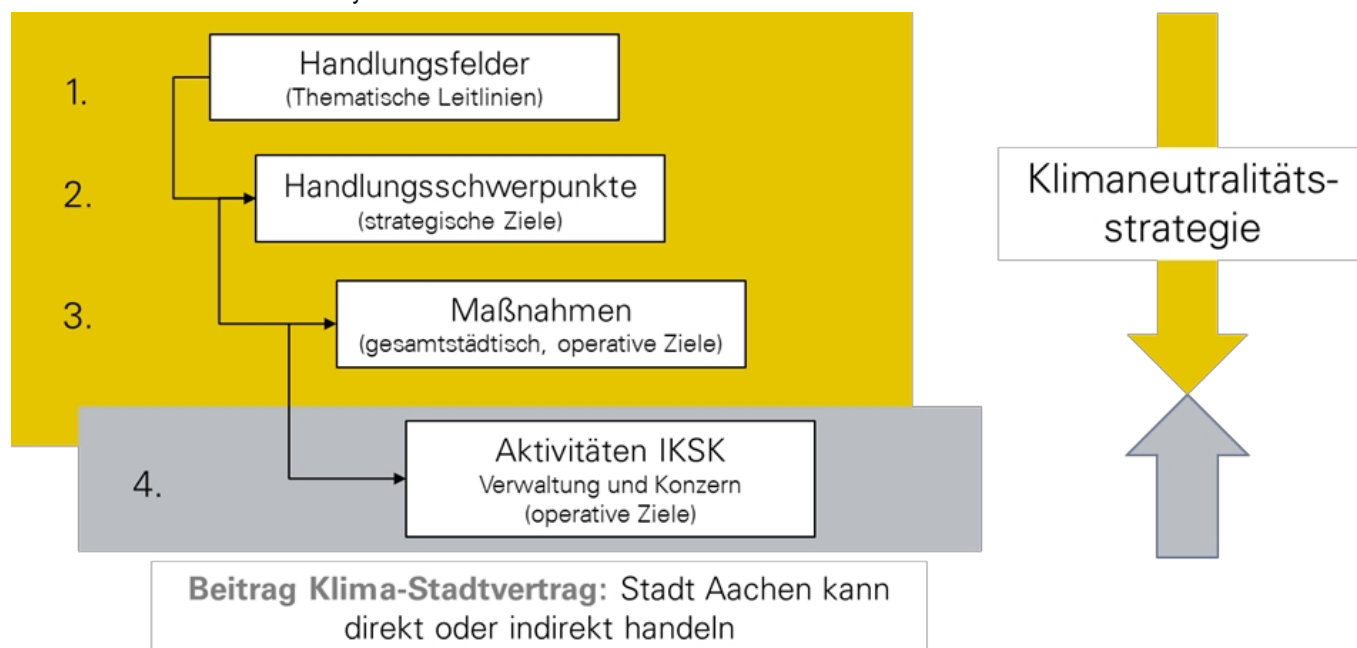 1.
Handlungsfelder
(Thematische Leitlinien)
2.
Handlungsschwerpunkte
(strategische Ziele)
3.
Maßnahmen
(gesamtstädtisch, operative Ziele)
4.
Aktivitäten IKSK
Verwaltung und Konzern
(operative Ziele)
Beitrag Klima-Stadtvertrag: Stadt Aachen kann
direkt oder indirekt handeln
Klimaneutralitäts-
strategie